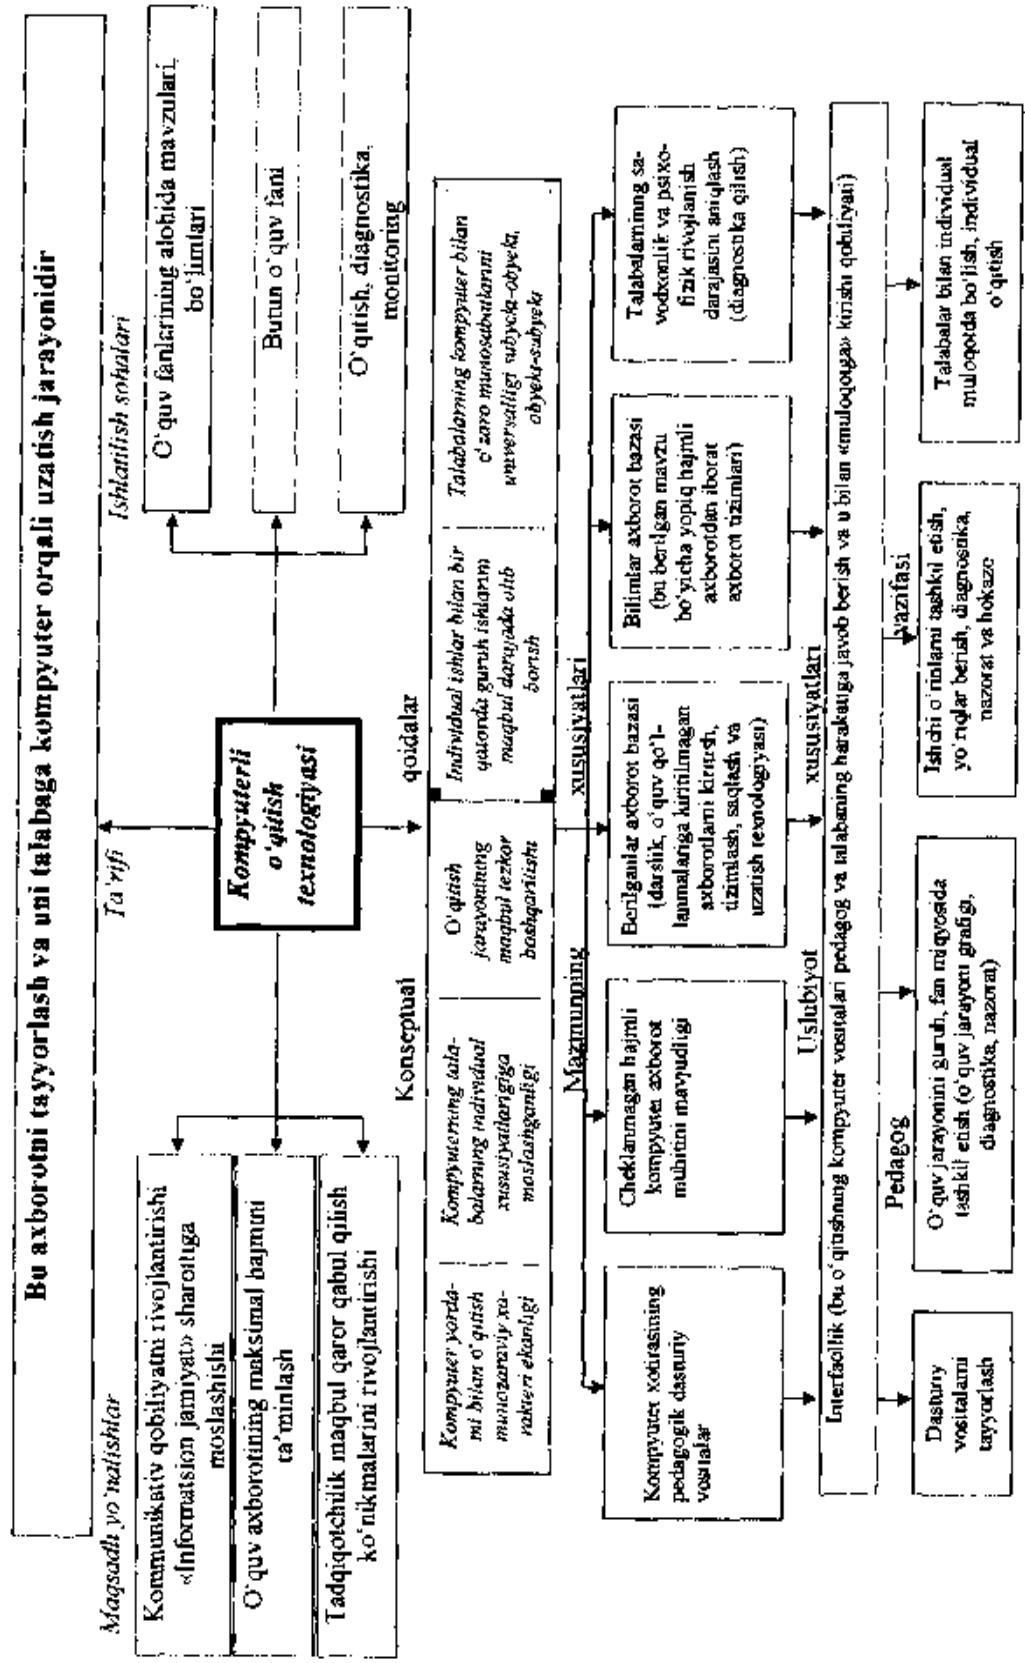 Bu axborotni tayyorlash va uni talabaga kompyuter orqali uzatish jarayonidir
Maqsadli yo'nalishlar
Ta'rifi
Ishlatilish sohalari
Kommunikativ qobiliyatni rivojlantirishi
«Informatsion jamiyat» sharoitiga
moslashishi
O`quv axborotining maksimal hajmini
ta'minlash
Tadqiqotchilik maqbul qaror qabul qilish
ko'nikmalarini rivojlantirishi
Kompyuterli
o'qitish
texnologiyasi
O`quv fanlarining alohida mavzulari,
bo`limlari
Butun o`quv fani
O`qitish, diagnostika,
monitoring
Konseptual
qoidalar
Kompyuter yorda-
mi bilan o`qitish
ekanligi
Kompyuterning tala-
balarning individual
xususiyatlarigiga
moslashganligi
O'qitish
jarayonining
maqbul tezkor
boshqarilishi
Individual ishlar bilan bir
qatorda guruh ishlarini
maqbul darajada olib
borish
Talabalarning kompyuter bilan
o'zaro munosabatlarini
universalligi subyekt-obyekt,
obyekt-subyekt
Mazmunning
xususiyatlari
Kompyuter xotirasining
pedagogik dasturiy
vositalar
Cheklanmagan hajmli
kompyuter axborot
muhitini mavjudligi
Berilganlar axborot bazasi
(darslik, o'quv qo'l-
lanmalariga kiritilmagan
axborotlarni kiritish,
tizimlash, saqlash va
uzatish texnologiyasi)
Bilimlar axborot bazasi
(bu berilgan mavzu
bo`yicha yopiq hajmli
axborotdan iborat
axborot tizimlari)
Talabalarning sa-
vodxonlik va psixo-
fizik rivojlanish
darajasini aniqlash
(diagnostika qilish)
Uslubiyot
xususiyatlari
Interfaollik (bu o`qitishning kompyuter vositalari pedagog va talabaning harakatiga javob berish va u bilan «muloqotga» kirishi qobiliyati)
Pedagog
vazifasi
Dasturiy
vositalarni
tayyorlash
O`quv jarayonini guruh, fan miqyosida
tashkil etish (o`quv jarayoni grafigi,
diagnostika, nazorat)
Ishchi o`rinlarni tashkil etish,
yo`riqlar berish, diagnostika,
nazorat va hokazo
Talabalar bilan individual
muloqotda bo'lish, individual
o`qitish